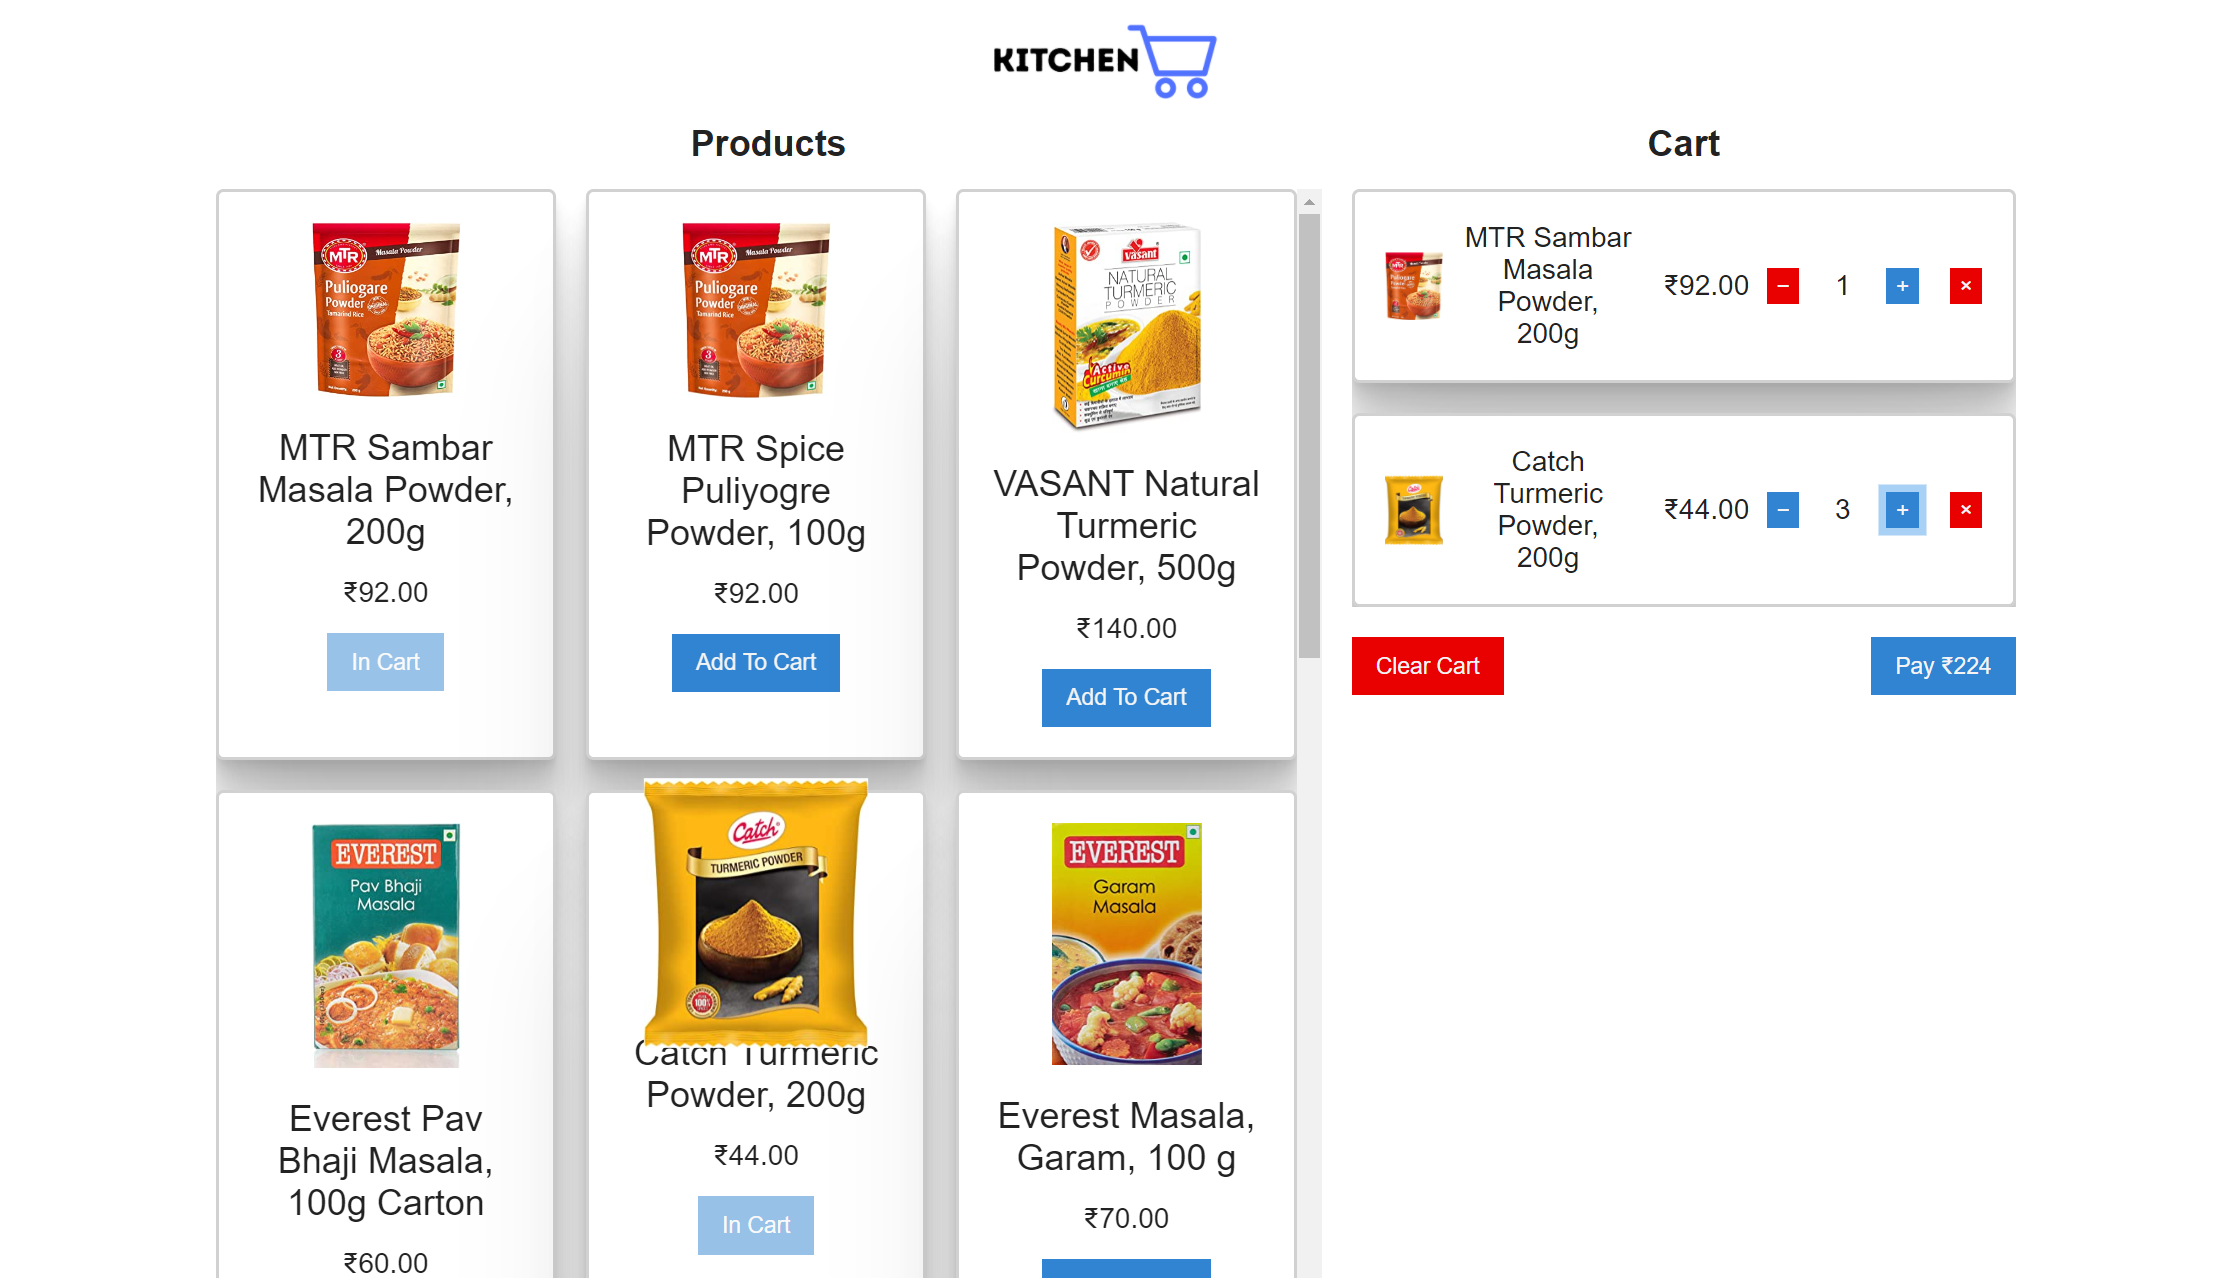 KITCHEN
Products
Cart
MTR
Masala Powder
Puliogare
Powder
Tamarind Rice
ORIGINAL
3
MTR Sambar
Masala Powder,
200g
₹92.00
In Cart
MTR
Masala Powder
Puliogare
Powder
Tamarind Rice
ORIGINAL
3
MTR Spice
Puliyogre
Powder, 100g
₹92.00
Add To Cart
vasant
NATURAL
TURMERIC
POWDER
Active
Curcumin
VASANT Natural
Turmeric
Powder, 500g
₹140.00
Add To Cart
EVEREST
Pav Bhaji
Masala
Everest Pav
Bhaji Masala,
100g Carton
₹60.00
Catch
TURMERIC POWDER
100%
Catch Turmeric
Powder, 200g
₹44.00
In Cart
EVEREST
Garam
Masala
Everest Masala,
Garam, 100 g
₹70.00
MTR Sambar
Masala
Powder,
200g
₹92.00 − 1 + ×
Catch
Turmeric
Powder,
200g
₹44.00 − 3 + ×
Clear Cart
Pay ₹224